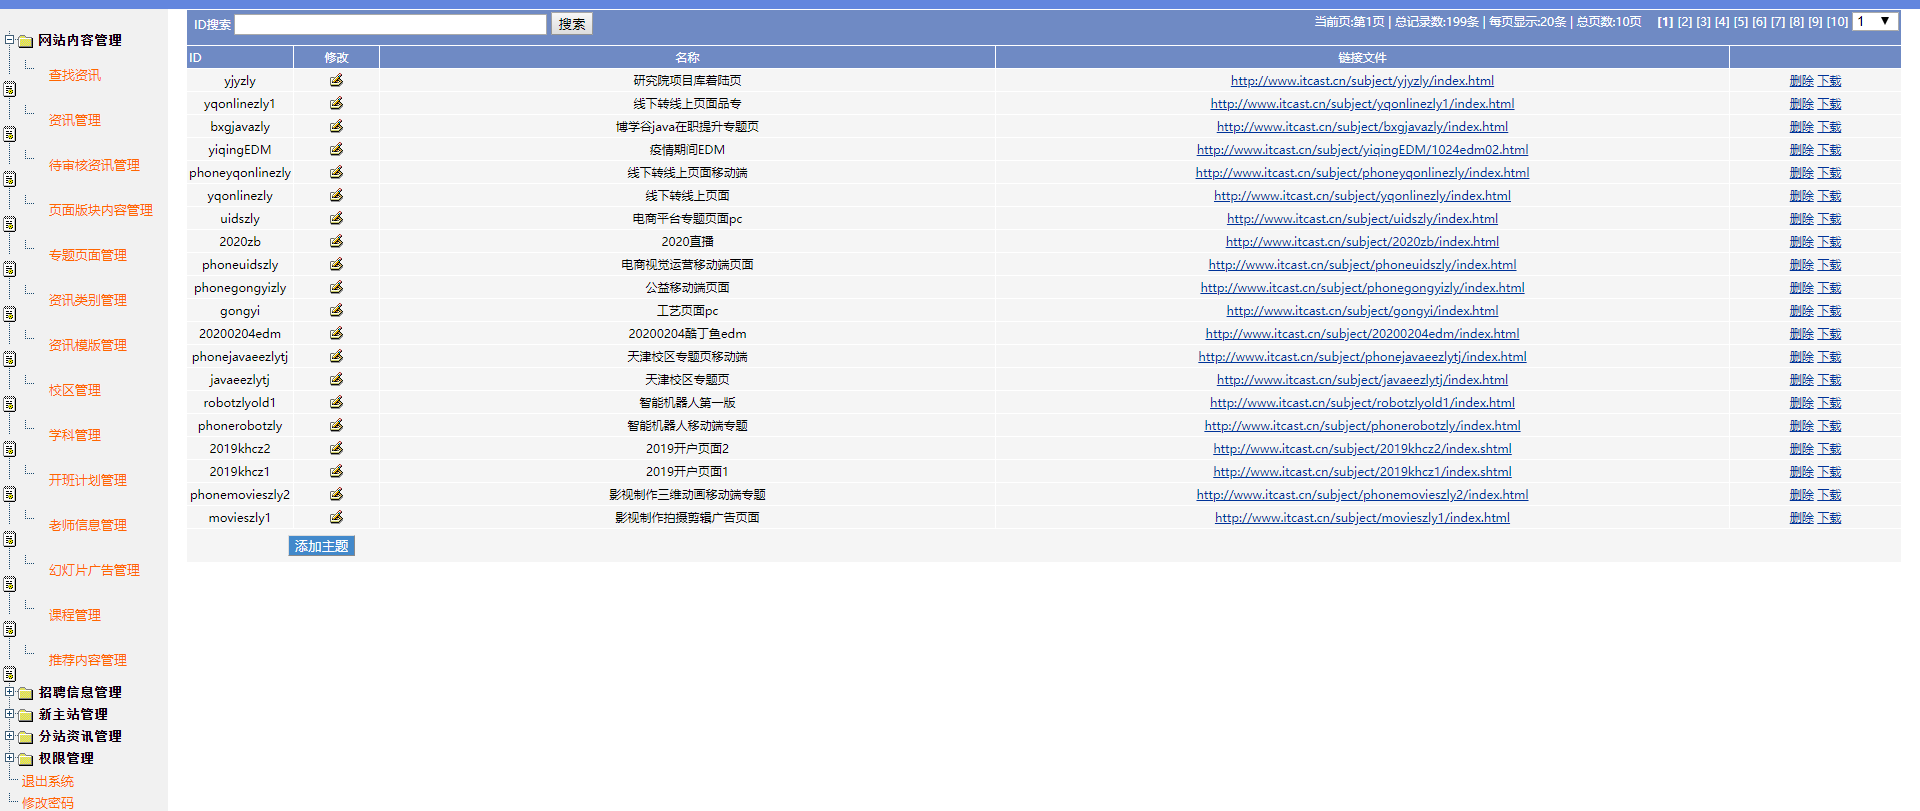 网站内容管理
查找资讯
资讯管理
待审核资讯管理
页面版块内容管理
专题页面管理
资讯类别管理
资讯模版管理
校区管理
学科管理
开班计划管理
老师信息管理
幻灯片广告管理
课程管理
推荐内容管理
招聘信息管理
新主站管理
分站资讯管理
权限管理
退出系统
修改密码
ID搜索 搜索 当前页:第1页 | 总记录数:199条 | 每页显示:20条 | 总页数:10页 [1] [2] [3] [4] [5] [6] [7] [8] [9] [10] 1
ID 修改 名称 链接文件
yjyzly 研究院项目库着陆页 http://www.itcast.cn/subject/yjyzly/index.html 删除 下载
yqonlinezly1 线下转线上页面品专 http://www.itcast.cn/subject/yqonlinezly1/index.html 删除 下载
bxgjavazly 博学谷java在职提升专题页 http://www.itcast.cn/subject/bxgjavazly/index.html 删除 下载
yiqingEDM 疫情期间EDM http://www.itcast.cn/subject/yiqingEDM/1024edm02.html 删除 下载
phoneyqonlinezly 线下转线上页面移动端 http://www.itcast.cn/subject/phoneyqonlinezly/index.html 删除 下载
yqonlinezly 线下转线上页面 http://www.itcast.cn/subject/yqonlinezly/index.html 删除 下载
uidszly 电商平台专题页面pc http://www.itcast.cn/subject/uidszly/index.html 删除 下载
2020zb 2020直播 http://www.itcast.cn/subject/2020zb/index.html 删除 下载
phoneuidszly 电商视觉运营移动端页面 http://www.itcast.cn/subject/phoneuidszly/index.html 删除 下载
phonegongyizly 公益移动端页面 http://www.itcast.cn/subject/phonegongyizly/index.html 删除 下载
gongyi 工艺页面pc http://www.itcast.cn/subject/gongyi/index.html 删除 下载
20200204edm 20200204酷丁鱼edm http://www.itcast.cn/subject/20200204edm/index.html 删除 下载
phonejavaeezlytj 天津校区专题页移动端 http://www.itcast.cn/subject/phonejavaeezlytj/index.html 删除 下载
javaeezlytj 天津校区专题页 http://www.itcast.cn/subject/javaeezlytj/index.html 删除 下载
robotzlyold1 智能机器人第一版 http://www.itcast.cn/subject/robotzlyold1/index.html 删除 下载
phonerobotzly 智能机器人移动端专题 http://www.itcast.cn/subject/phonerobotzly/index.html 删除 下载
2019khcz2 2019开户页面2 http://www.itcast.cn/subject/2019khcz2/index.shtml 删除 下载
2019khcz1 2019开户页面1 http://www.itcast.cn/subject/2019khcz1/index.shtml 删除 下载
phonemovieszly2 影视制作三维动画移动端专题 http://www.itcast.cn/subject/phonemovieszly2/index.html 删除 下载
movieszly1 影视制作拍摄剪辑广告页面 http://www.itcast.cn/subject/movieszly1/index.html 删除 下载
添加主题